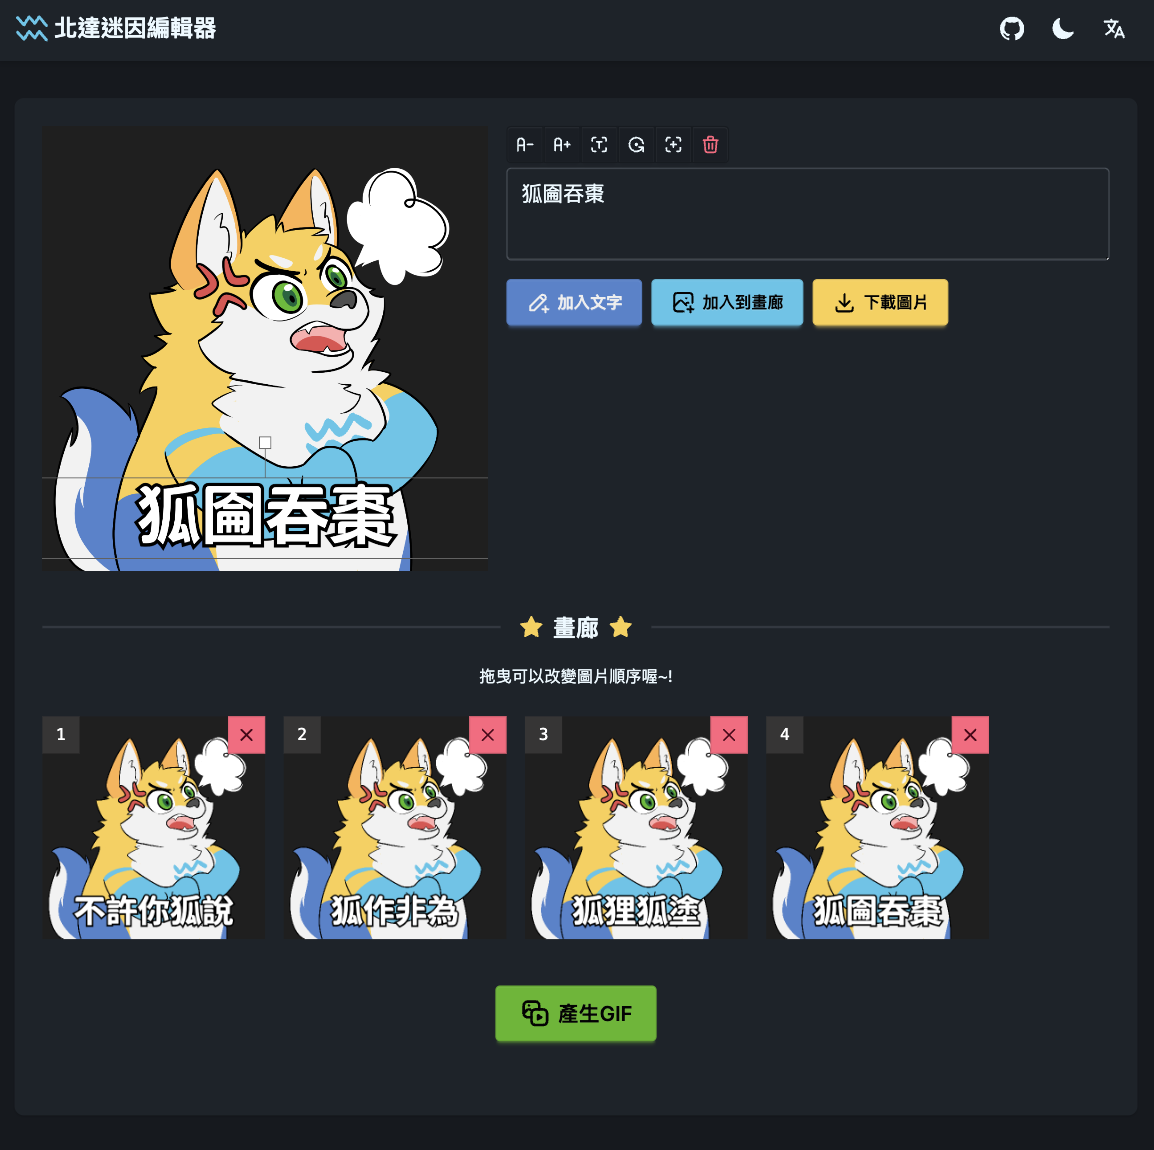 北達迷因編輯器
A- A+
狐圇吞棗
加入文字 加入到畫廊 下載圖片
狐圇吞棗
畫廊
拖曳可以改變圖片順序喔~!
1 2 3 4
不許你狐說 狐作非為 狐狸狐塗 狐圇吞棗
產生GIF